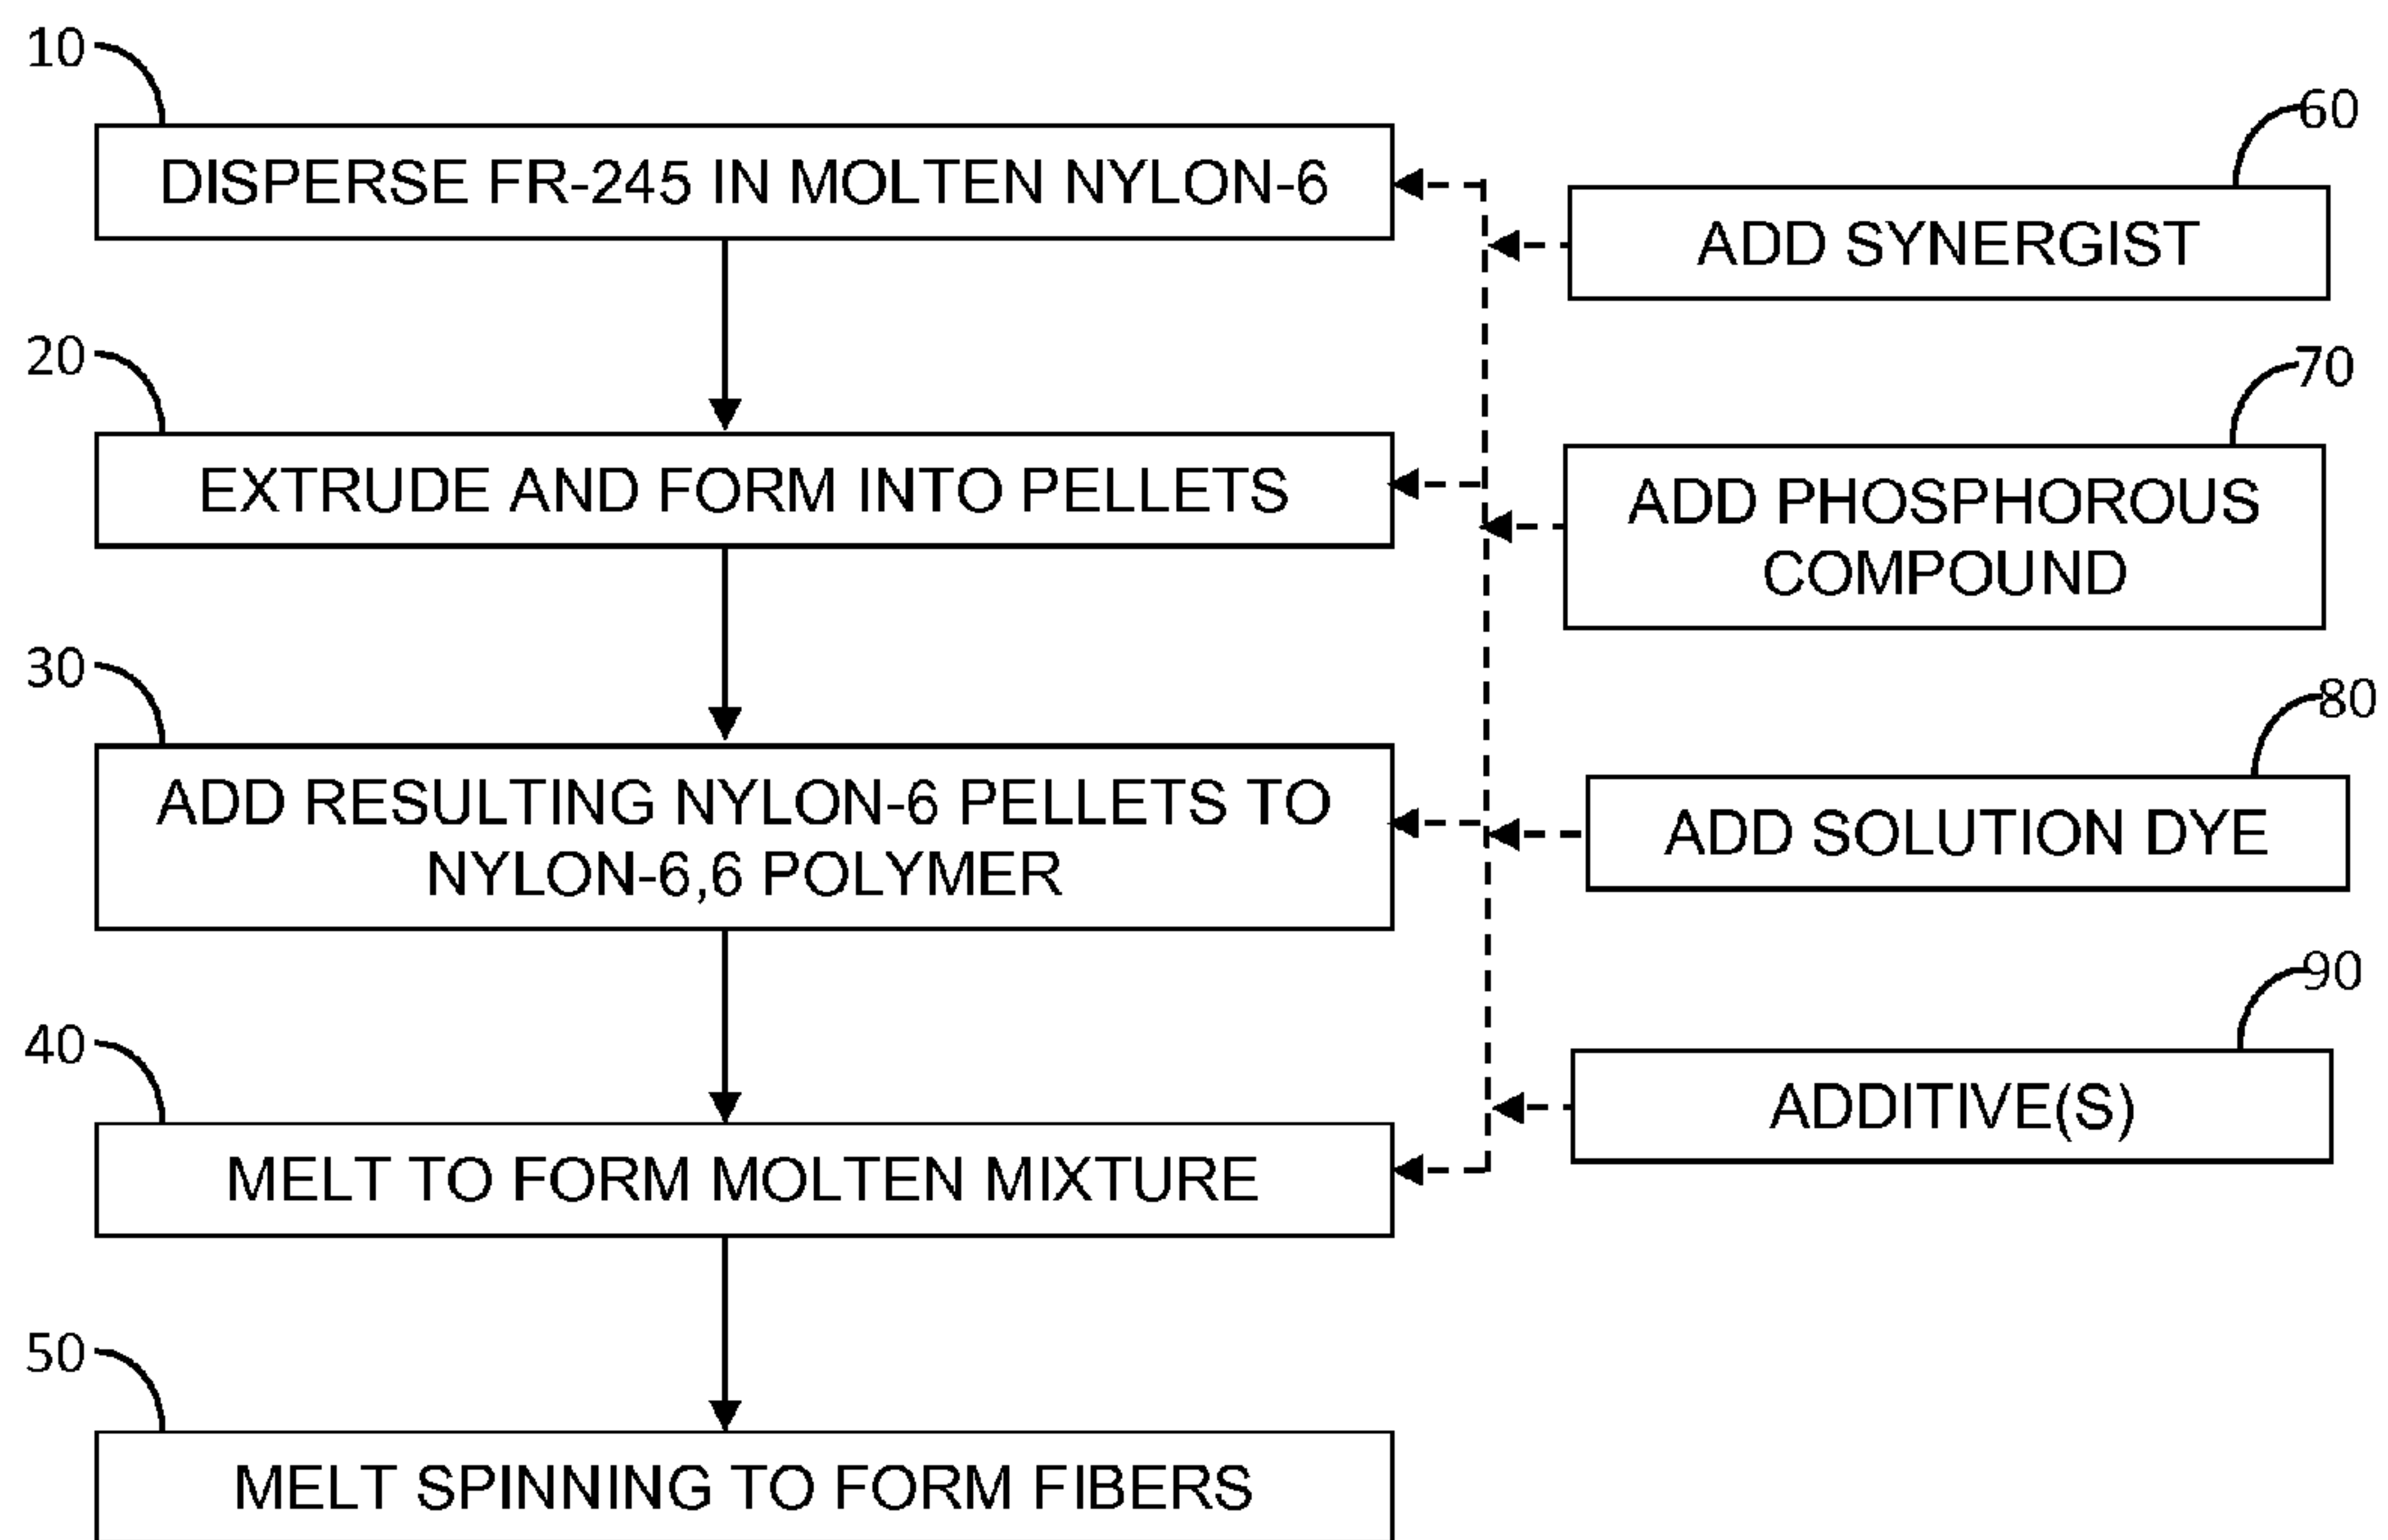 10
DISPERSE FR-245 IN MOLTEN NYLON-6
60
ADD SYNERGIST
20
EXTRUDE AND FORM INTO PELLETS
70
ADD PHOSPHOROUS
COMPOUND
30
ADD RESULTING NYLON-6 PELLETS TO
NYLON-6,6 POLYMER
80
ADD SOLUTION DYE
40
MELT TO FORM MOLTEN MIXTURE
90
ADDITIVE(S)
50
MELT SPINNING TO FORM FIBERS